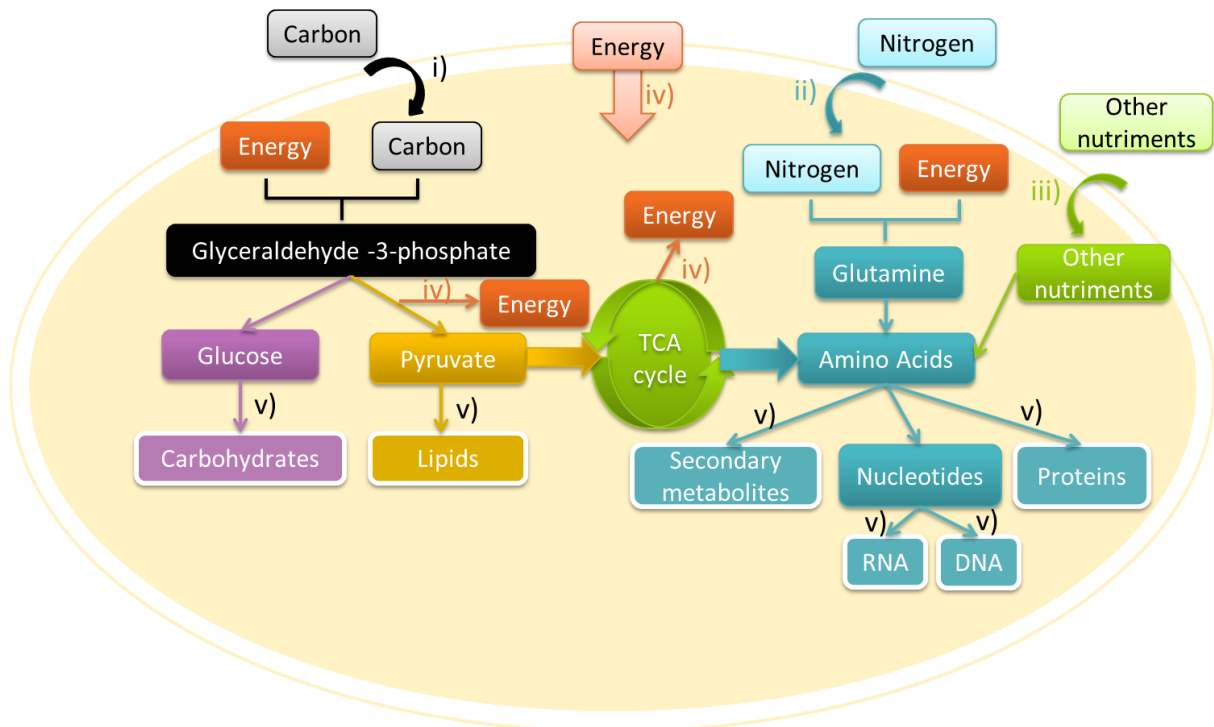 Carbon
i)
Energy
iv)
Nitrogen
ii)
Other
nutriments
iii)
Energy
Carbon
Nitrogen
Energy
Glyceraldehyde -3-phosphate
Energy
iv)
Glutamine
Other
nutriments
iv)
Energy
Glucose
Pyruvate
TCA
cycle
Amino Acids
v)
v)
v)
v)
Carbohydrates
Lipids
Secondary
metabolites
Nucleotides
Proteins
v)
v)
RNA
DNA